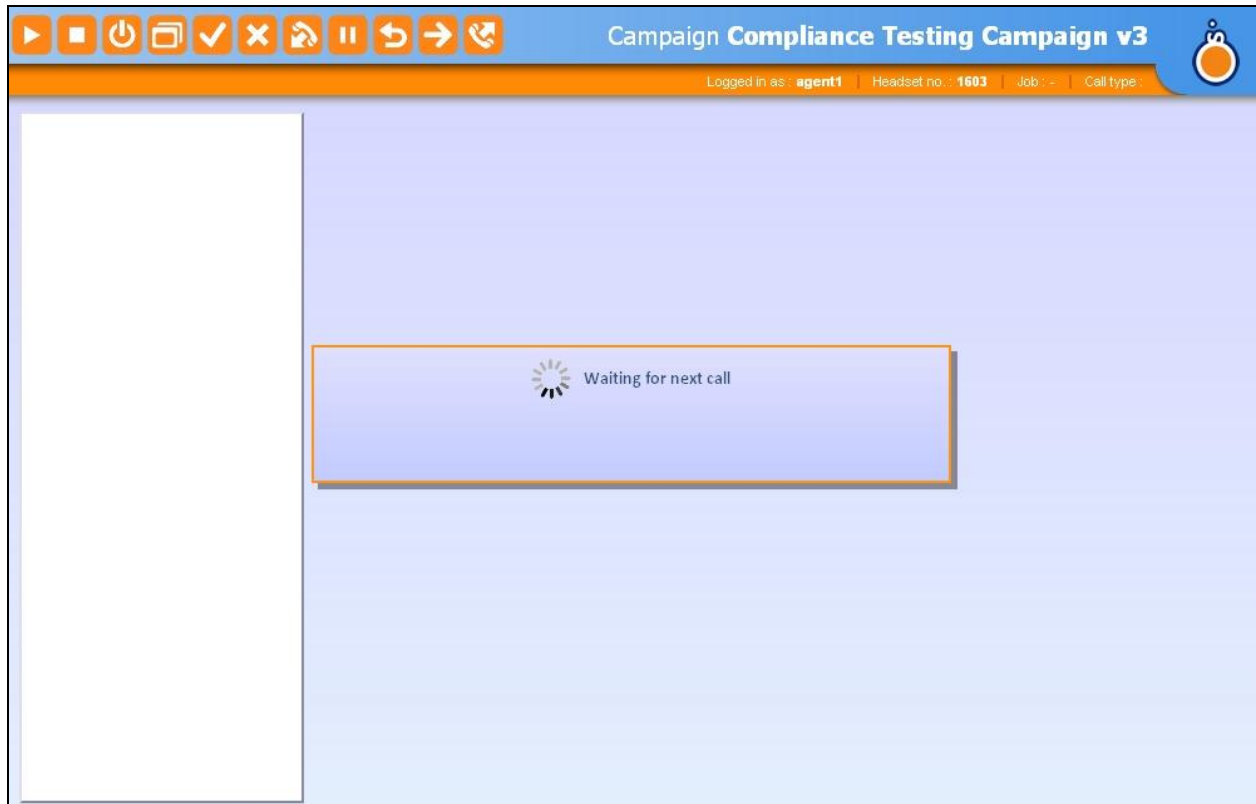 Campaign Compliance Testing Campaign v3
Logged in as : agent1 | Headset no. : 1603 | Job : - | Call type :
Waiting for next call